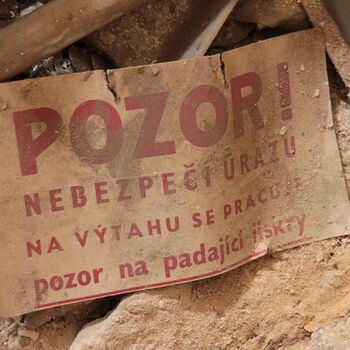 POZOR!
NEBEZPEČÍ ÚRAZU
NA VÝTAHU SE PRACUJE
pozor na padající jiskry